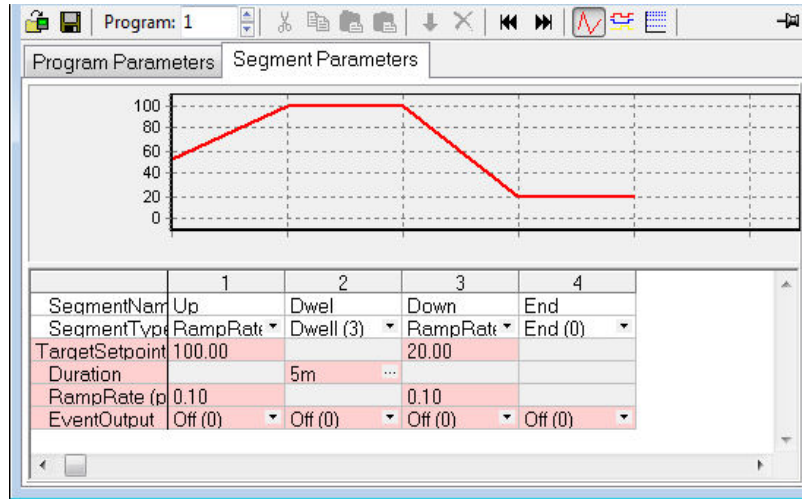 Program: 1
Program Parameters Segment Parameters
100
80
60
40
20
0
1 2 3 4
SegmentNam Up Dwel Down End
SegmentType RampRate Dwell (3) RampRate End (0)
TargetSetpoint 100.00 20.00
Duration 5m ...
RampRate (p 0.10 0.10
EventOutput Off (0) Off (0) Off (0) Off (0)